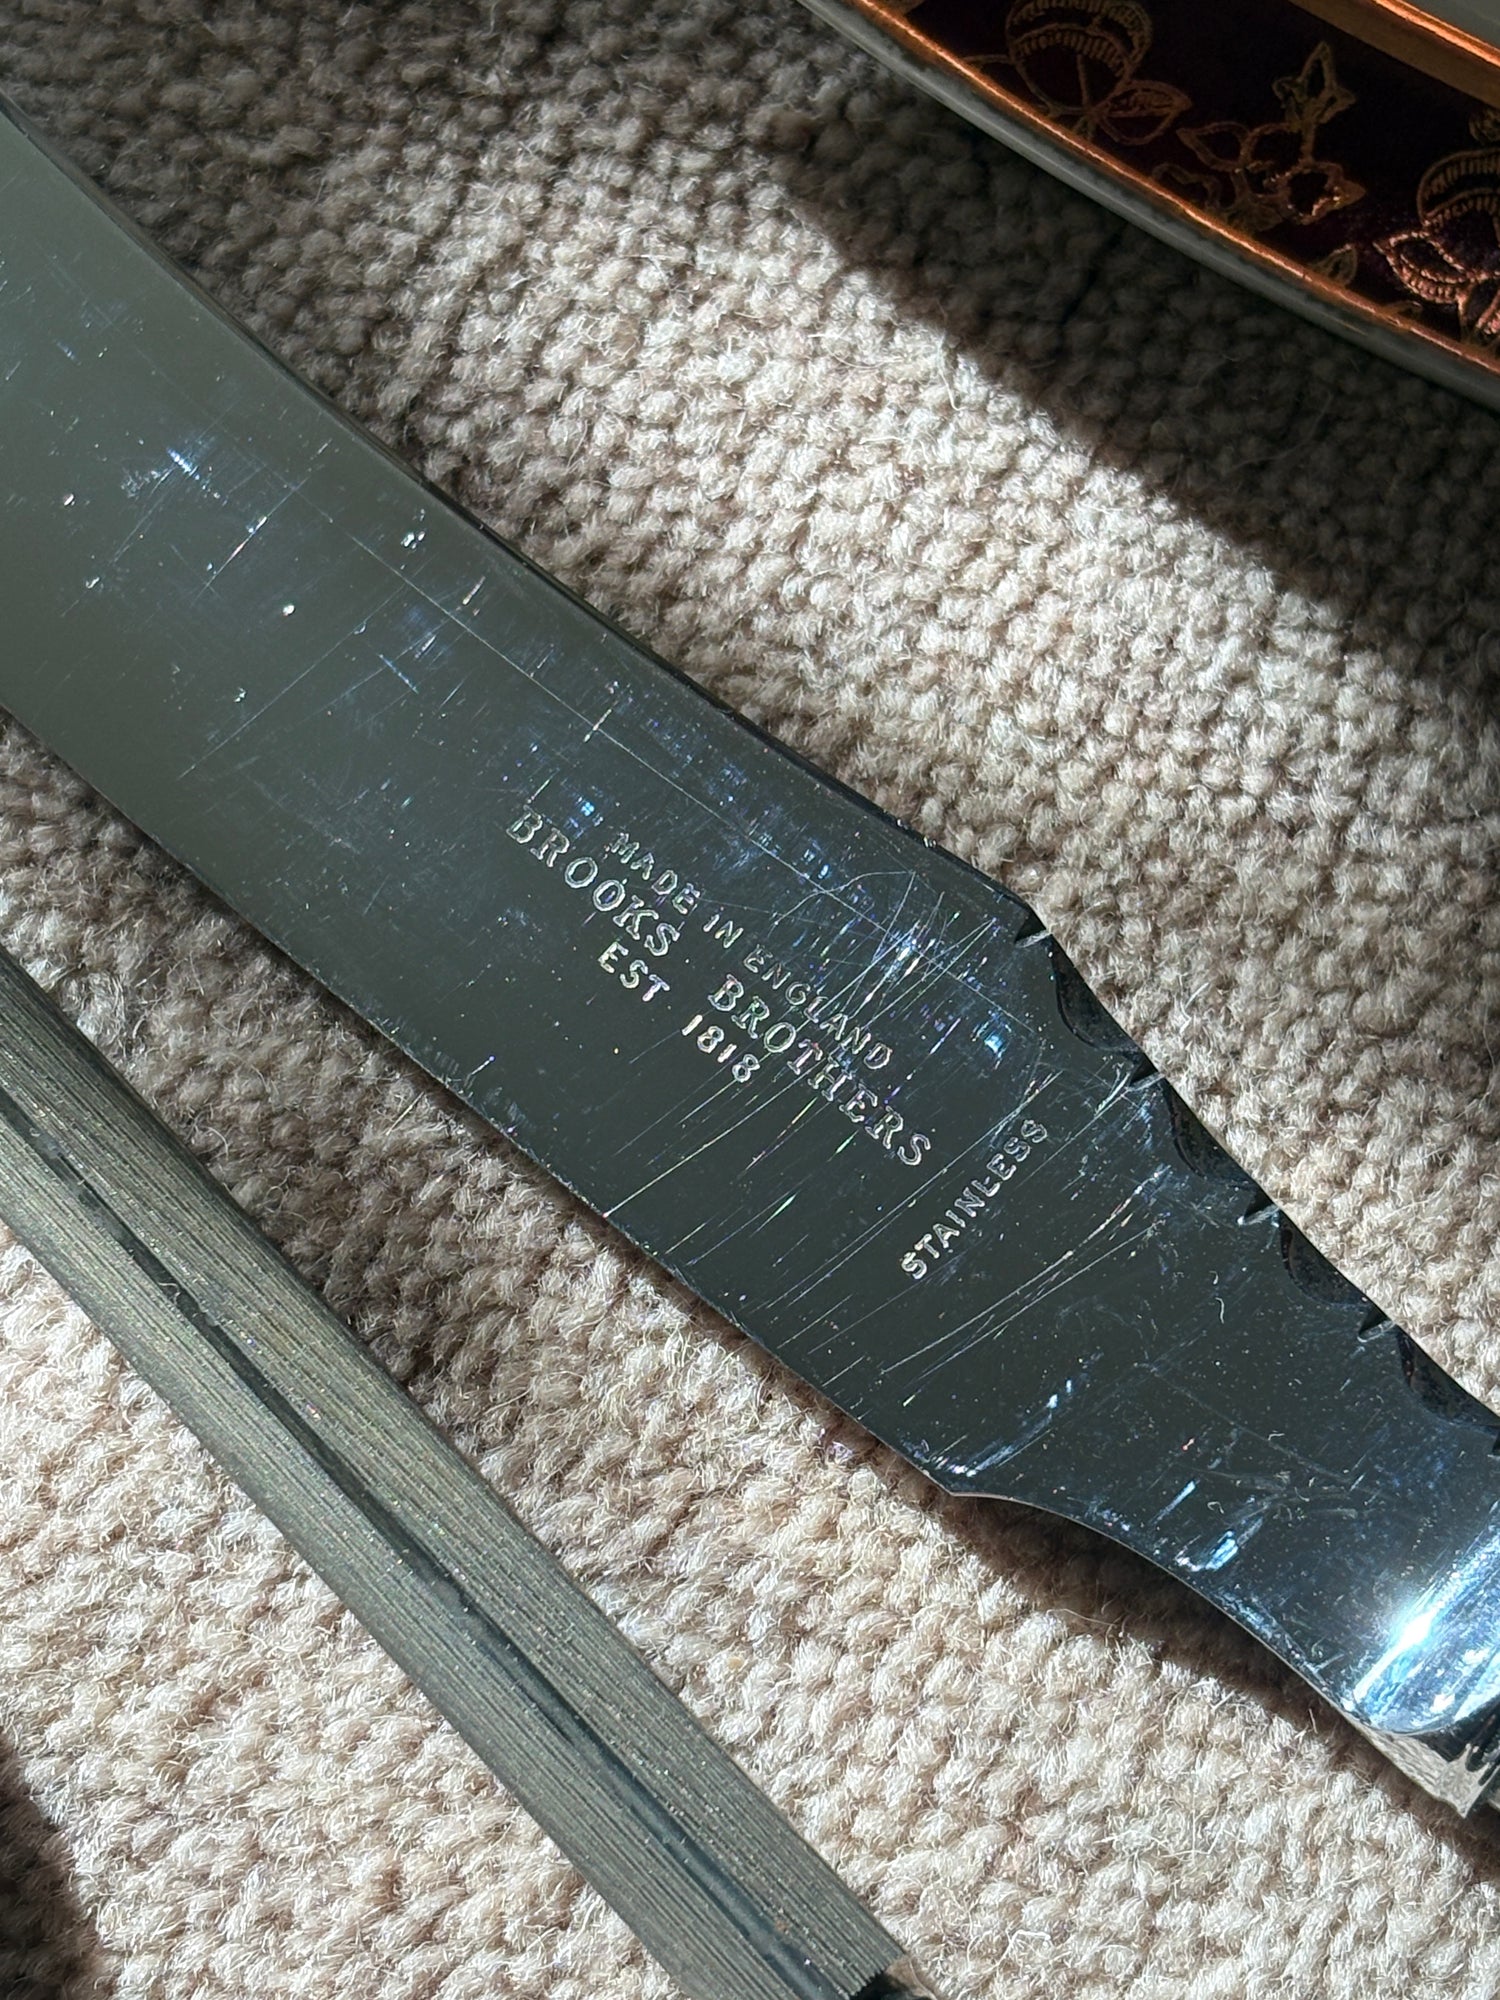 MADE IN ENGLAND
BROOKS BROTHERS
EST 1818
STAINLESS